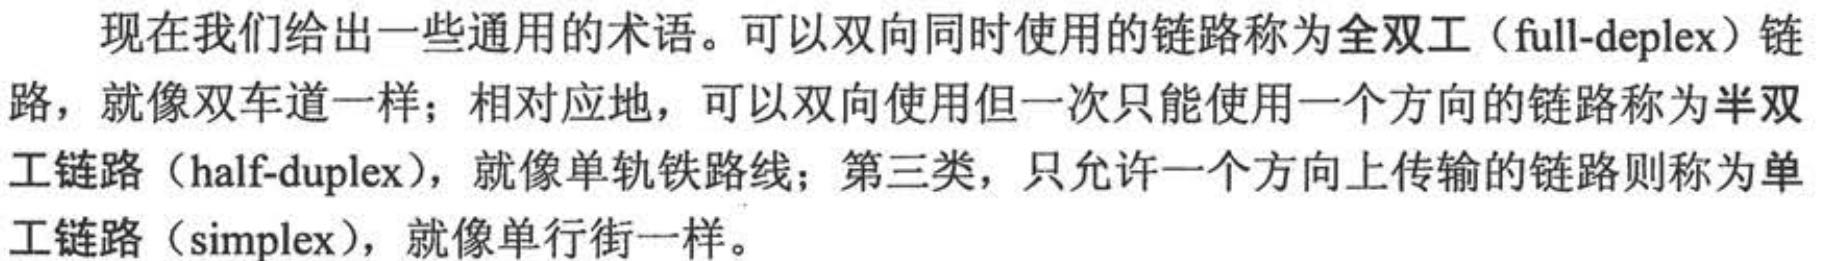 现在我们给出一些通用的术语。可以双向同时使用的链路称为全双工（full-deplex）链
路，就像双车道一样；相对应地，可以双向使用但一次只能使用一个方向的链路称为半双
工链路（half-duplex），就像单轨铁路线；第三类，只允许一个方向上传输的链路则称为单
工链路（simplex），就像单行街一样。